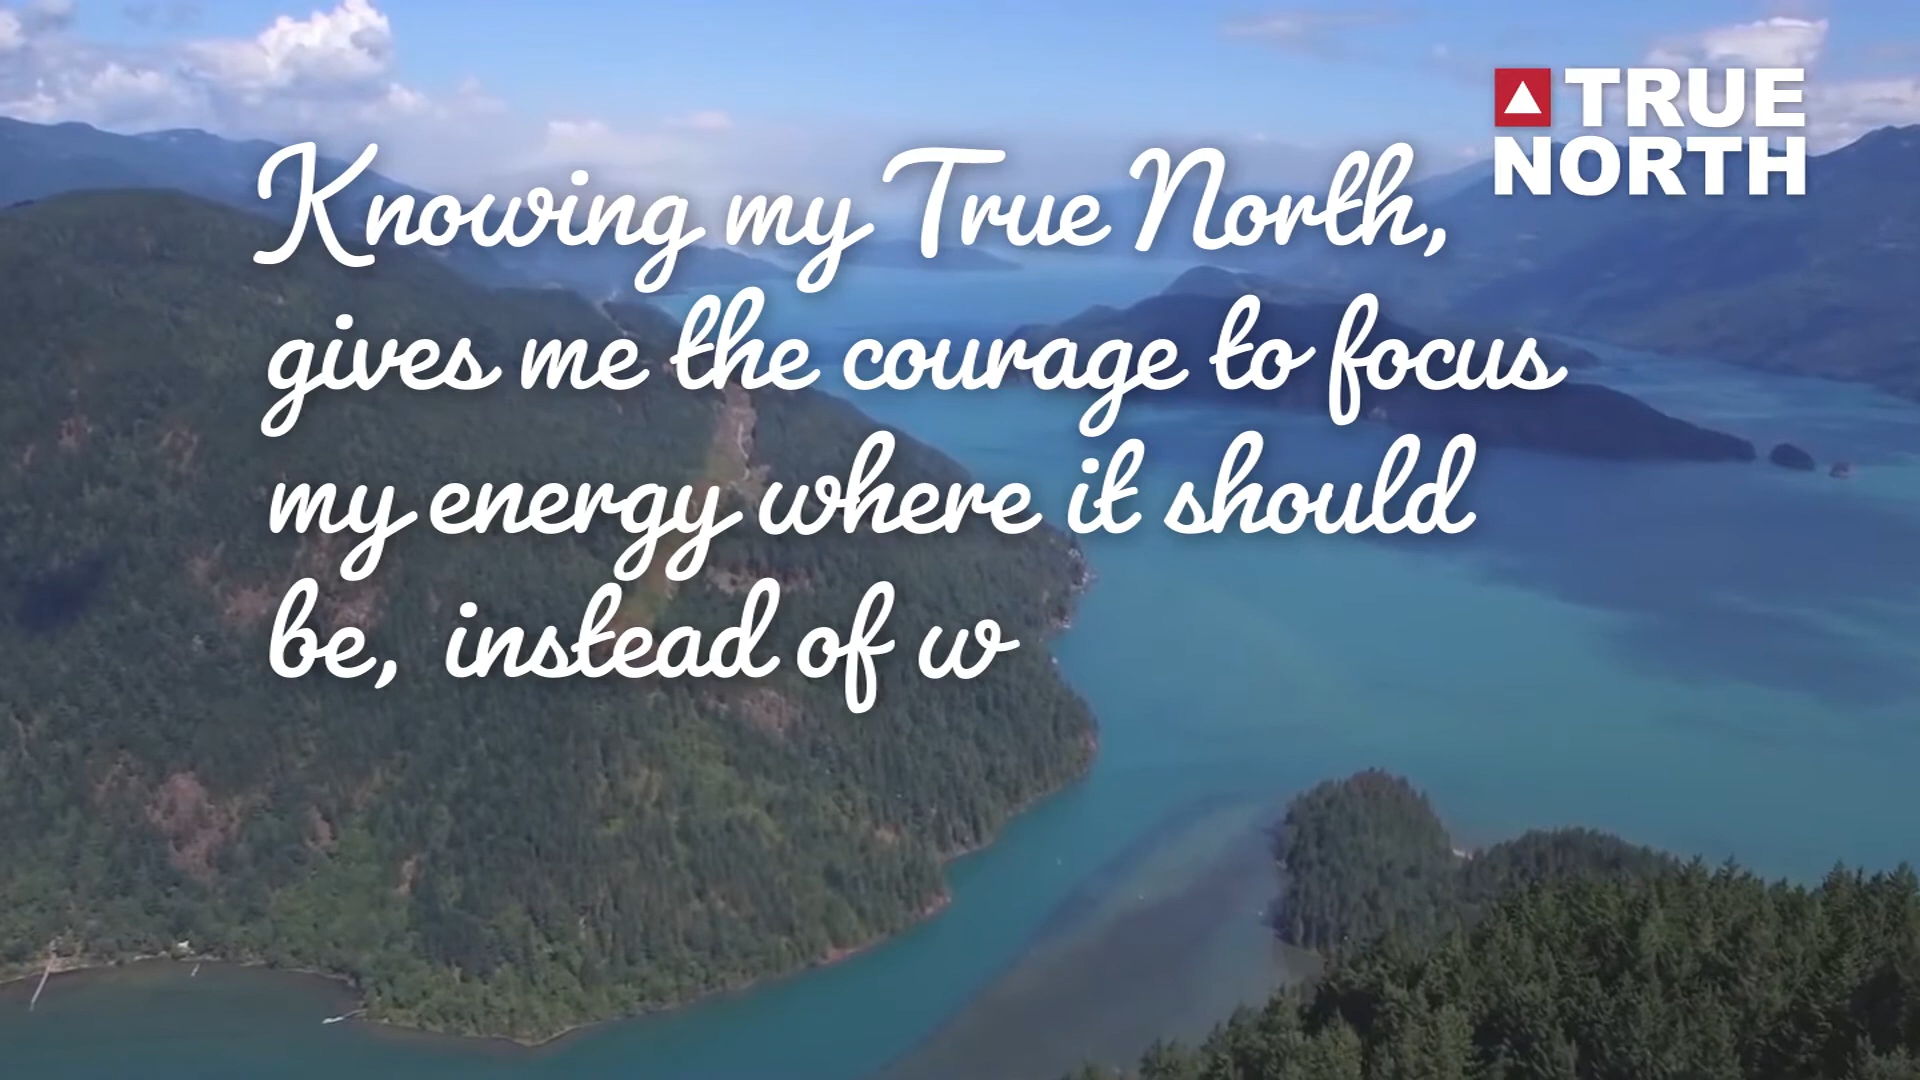 TRUE
NORTH
Knowing my True North,
gives me the courage to focus
my energy where it should
be, instead of w